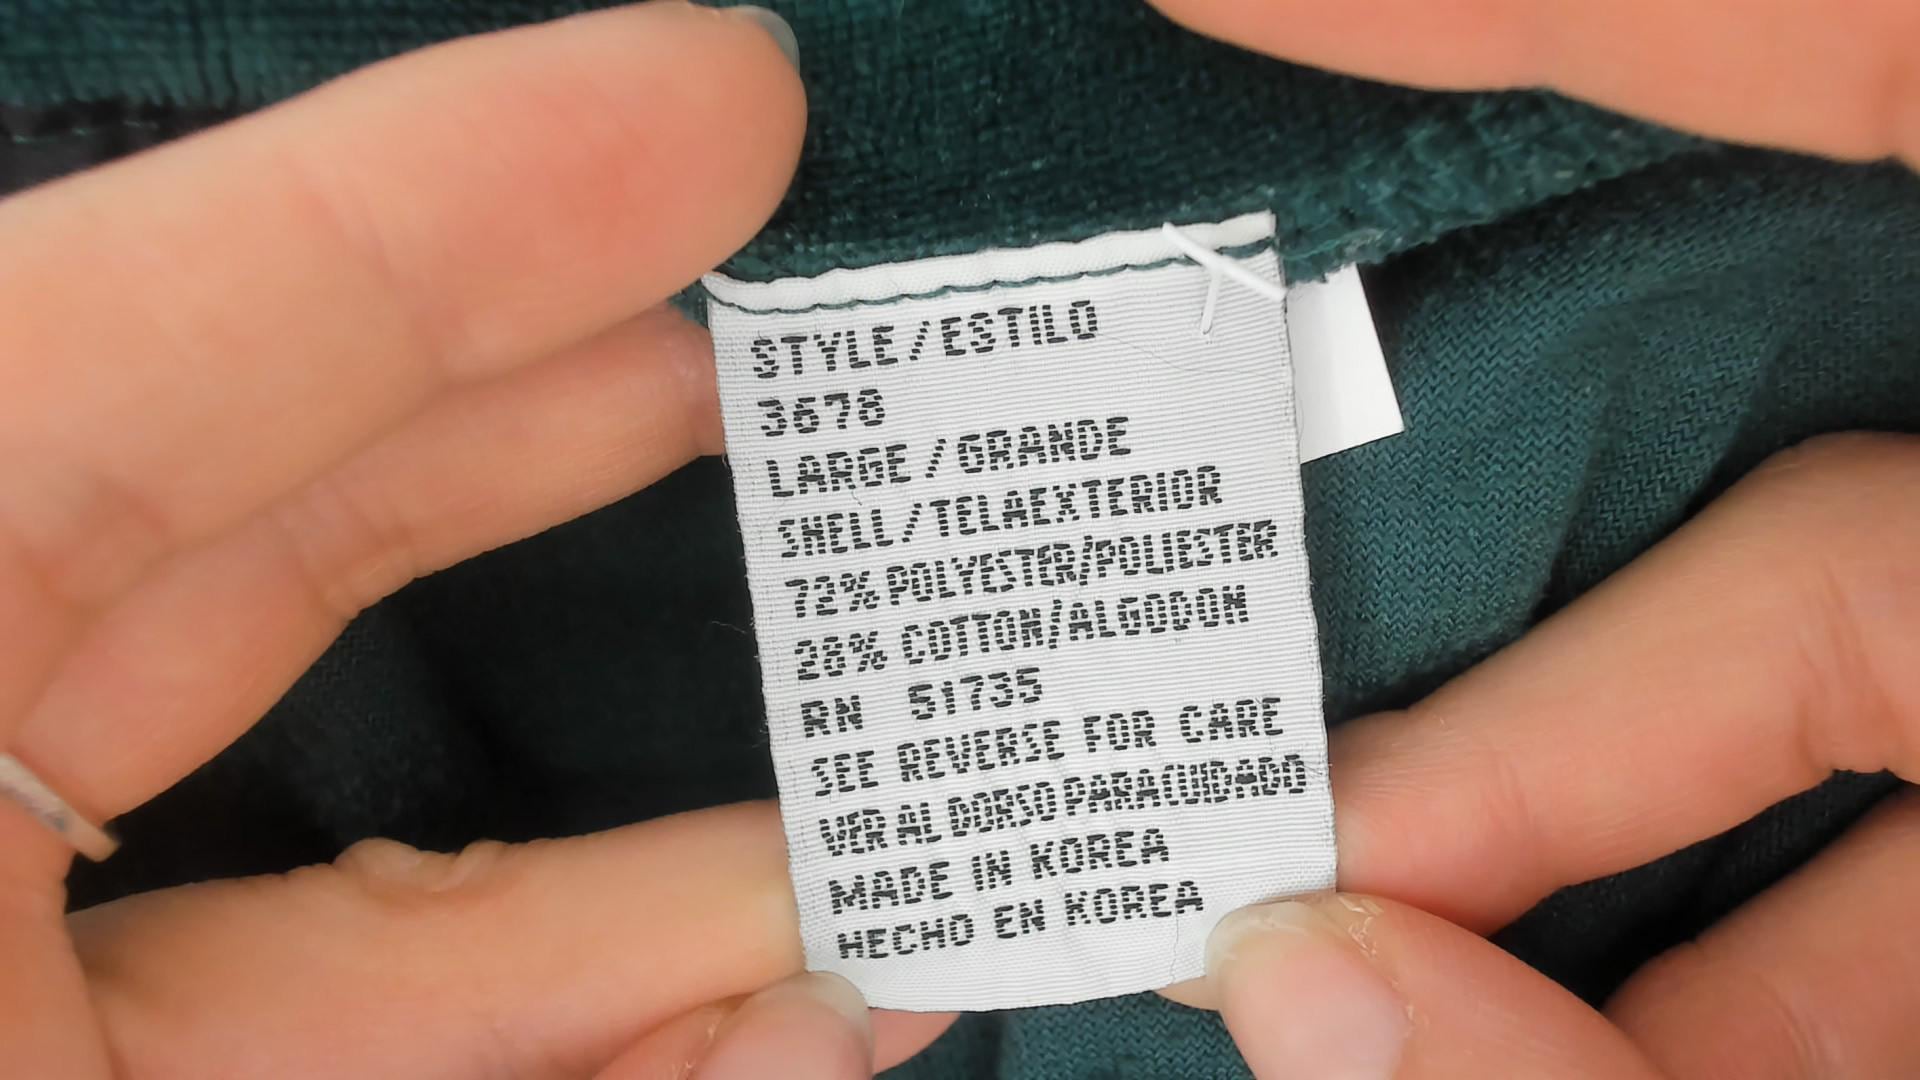 STYLE/ESTILO
3678
LARGE/GRANDE
SHELL/TELAEXTERIOR
72% POLYESTER/POLIESTER
28% COTTON/ALGODON
RN 51735
SEE REVERSE FOR CARE
VER AL DORSO PARA CUIDADO
MADE IN KOREA
HECHO EN KOREA